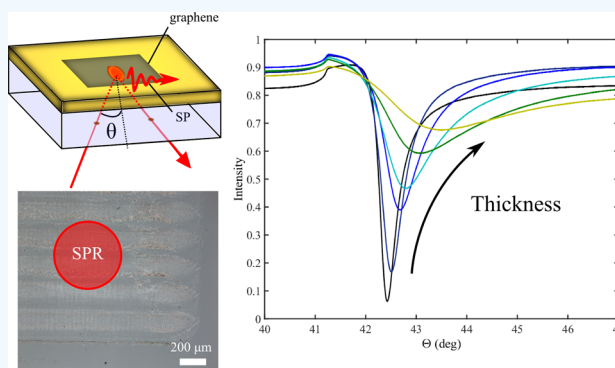 graphene
SP
θ
SPR
200 μm
Intensity
1
0.9
0.8
0.7
0.6
0.5
0.4
0.3
0.2
0.1
0
Thickness
40 41 42 43 44 45 46 47
Θ (deg)